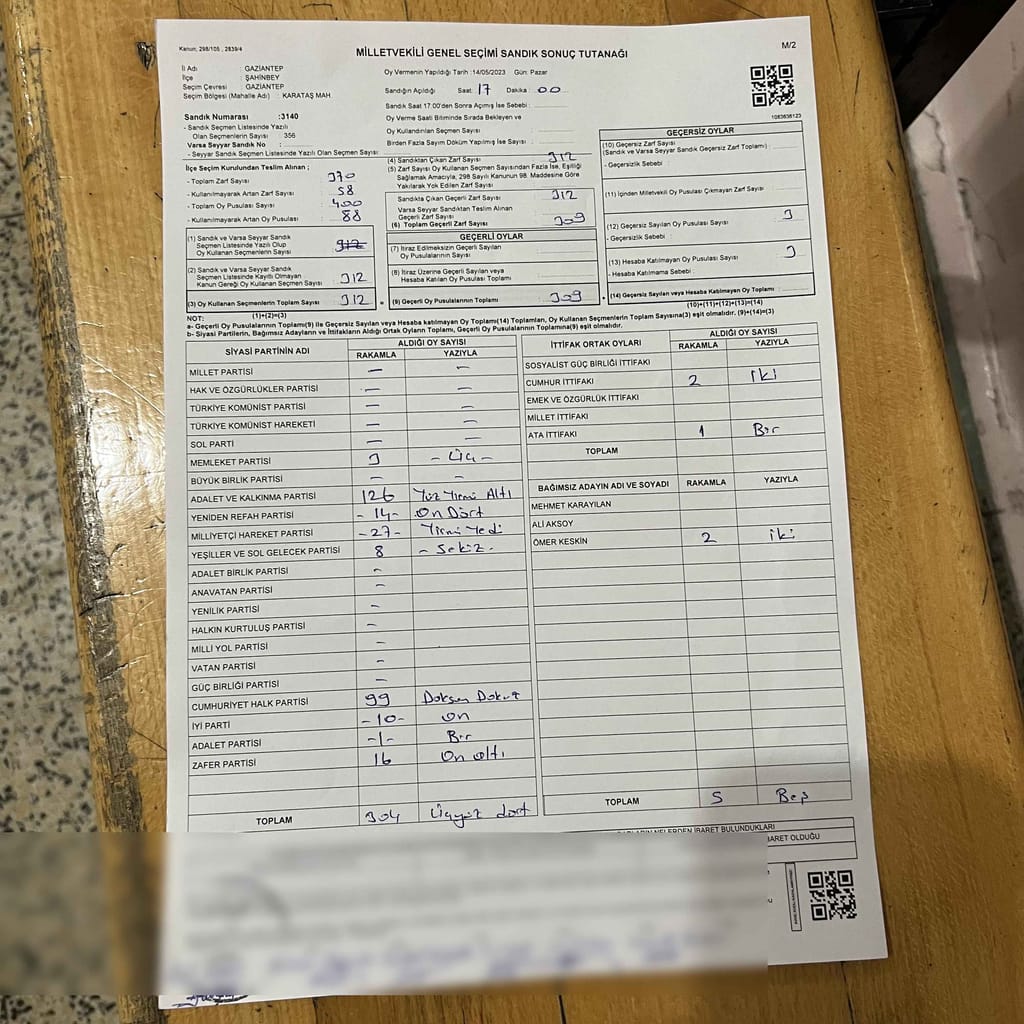 Kanun; 298/105 , 2839/4
MİLLETVEKİLİ GENEL SEÇİMİ SANDIK SONUÇ TUTANAĞI
M/2
İl Adı : GAZİANTEP
İlçe : ŞAHİNBEY
Seçim Çevresi : GAZİANTEP
Seçim Bölgesi (Mahalle Adı) : KARATAŞ MAH.
Sandık Numarası :3140
- Sandık Seçmen Listesinde Yazılı
Olan Seçmenlerin Sayısı : 356
Varsa Seyyar Sandık No :
- Seyyar Sandık Seçmen Listesinde Yazılı Olan Seçmen Sayısı
Oy Vermenin Yapıldığı Tarih :14/05/2023 Gün: Pazar
Sandığın Açıldığı Saat: 17 Dakika : 00
Sandık Saat 17:00'den Sonra Açımış İse Sebebi :
Oy Verme Saati Bitiminde Sırada Bekleyen ve
Oy Kullandırılan Seçmen Sayısı :
Birden Fazla Sayım Döküm Yapılmış İse Sayısı :
1083636123
İlçe Seçim Kurulundan Teslim Alınan ;
- Toplam Zarf Sayısı : 370
- Kullanılmayarak Artan Zarf Sayısı : 58
- Toplam Oy Pusulası Sayısı : 400
- Kullanılmayarak Artan Oy Pusulası : 88
(1) Sandık ve Varsa Seyyar Sandık
Seçmen Listesinde Yazılı Olup
Oy Kullanan Seçmenlerin Sayısı : 312
(2) Sandık ve Varsa Seyyar Sandık
Seçmen Listesinde Kayıtlı Olmayan
Kanun Gereği Oy Kullanan Seçmen Sayısı : 312
(3) Oy Kullanan Seçmenlerin Toplam Sayısı : 312
(1)+(2)=(3)
(4) Sandıktan Çıkan Zarf Sayısı : 312
(5) Zarf Sayısı Oy Kullanan Seçmen Sayısından Fazla İse, Eşitliği
Sağlamak Amacıyla, 298 Sayılı Kanunun 98. Maddesine Göre
Yakılarak Yok Edilen Zarf Sayısı :
Sandıkta Çıkan Geçerli Zarf Sayısı : 312
Varsa Seyyar Sandıktan Teslim Alınan
Geçerli Zarf Sayısı :
(6) Toplam Geçerli Zarf Sayısı : 309
GEÇERLİ OYLAR
(7) İtiraz Edilmeksizin Geçerli Sayılan
Oy Pusulasının Sayısı :
(8) İtiraz Üzerine Geçerli Sayılan veya
Hesaba Katılan Oy Pusulası Toplamı :
= (9) Geçerli Oy Pusulalarının Toplamı : 309
GEÇERSİZ OYLAR
(10) Geçersiz Zarf Sayısı
(Sandık ve Varsa Seyyar Sandık Geçersiz Zarf Toplamı) :
- Geçersizlik Sebebi :
(11) İçinden Milletvekili Oy Pusulası Çıkmayan Zarf Sayısı :
(12) Geçersiz Sayılan Oy Pusulası Sayısı : 3
- Geçersizlik Sebebi :
(13) Hesaba Katılmayan Oy Pusulası Sayısı : 3
- Hesaba Katılmama Sebebi :
+ (14) Geçersiz Sayılan veya Hesaba Katılmayan Oy Toplamı :
(10)+(11)+(12)+(13)=(14)
NOT:
a- Geçerli Oy Pusulalarının Toplamı(9) ile Geçersiz Sayılan veya Hesaba katılmayan Oy Toplamı(14) Toplamları, Oy Kullanan Seçmenlerin Toplam Sayısına(3) eşit olmalıdır. (9)+(14)=(3)
b- Siyasi Partilerin, Bağımsız Adayların ve İttifakların Aldığı Ortak Oyların Toplamı, Geçerli Oy Pusulalarının Toplamına(9) eşit olmalıdır.
SİYASİ PARTİNİN ADI ALDIĞI OY SAYISI
RAKAMLA YAZIYLA
MİLLET PARTİSİ — —
HAK VE ÖZGÜRLÜKLER PARTİSİ — —
TÜRKİYE KOMÜNİST PARTİSİ — —
TÜRKİYE KOMÜNİST HAREKETİ — —
SOL PARTİ — —
MEMLEKET PARTİSİ 3 - Üç -
BÜYÜK BİRLİK PARTİSİ — —
ADALET VE KALKINMA PARTİSİ 126 Yüz Yirmi Altı
YENİDEN REFAH PARTİSİ - 14 - On Dört
MİLLİYETÇİ HAREKET PARTİSİ - 27 - Yirmi Yedi
YEŞİLLER VE SOL GELECEK PARTİSİ 8 - Sekiz -
ADALET BİRLİK PARTİSİ -
ANAVATAN PARTİSİ -
YENİLİK PARTİSİ -
HALKIN KURTULUŞ PARTİSİ -
MİLLİ YOL PARTİSİ -
VATAN PARTİSİ -
GÜÇ BİRLİĞİ PARTİSİ -
CUMHURİYET HALK PARTİSİ 99 Doksan Dokuz
İYİ PARTİ - 10 - On
ADALET PARTİSİ - 1 - Bir
ZAFER PARTİSİ 16 On altı
TOPLAM 304 Üçyüz dört
İTTİFAK ORTAK OYLARI ALDIĞI OY SAYISI
RAKAMLA YAZIYLA
SOSYALİST GÜÇ BİRLİĞİ İTTİFAKI
CUMHUR İTTİFAKI 2 iki
EMEK VE ÖZGÜRLÜK İTTİFAKI
MİLLET İTTİFAKI
ATA İTTİFAKI 1 Bir
TOPLAM
BAĞIMSIZ ADAYIN ADI VE SOYADI RAKAMLA YAZIYLA
MEHMET KARAYILAN
ALİ AKSOY
ÖMER KESKİN 2 iki
TOPLAM 5 Beş
NELERDEN İBARET BULUNDUKLARI
BARET OLDUĞU